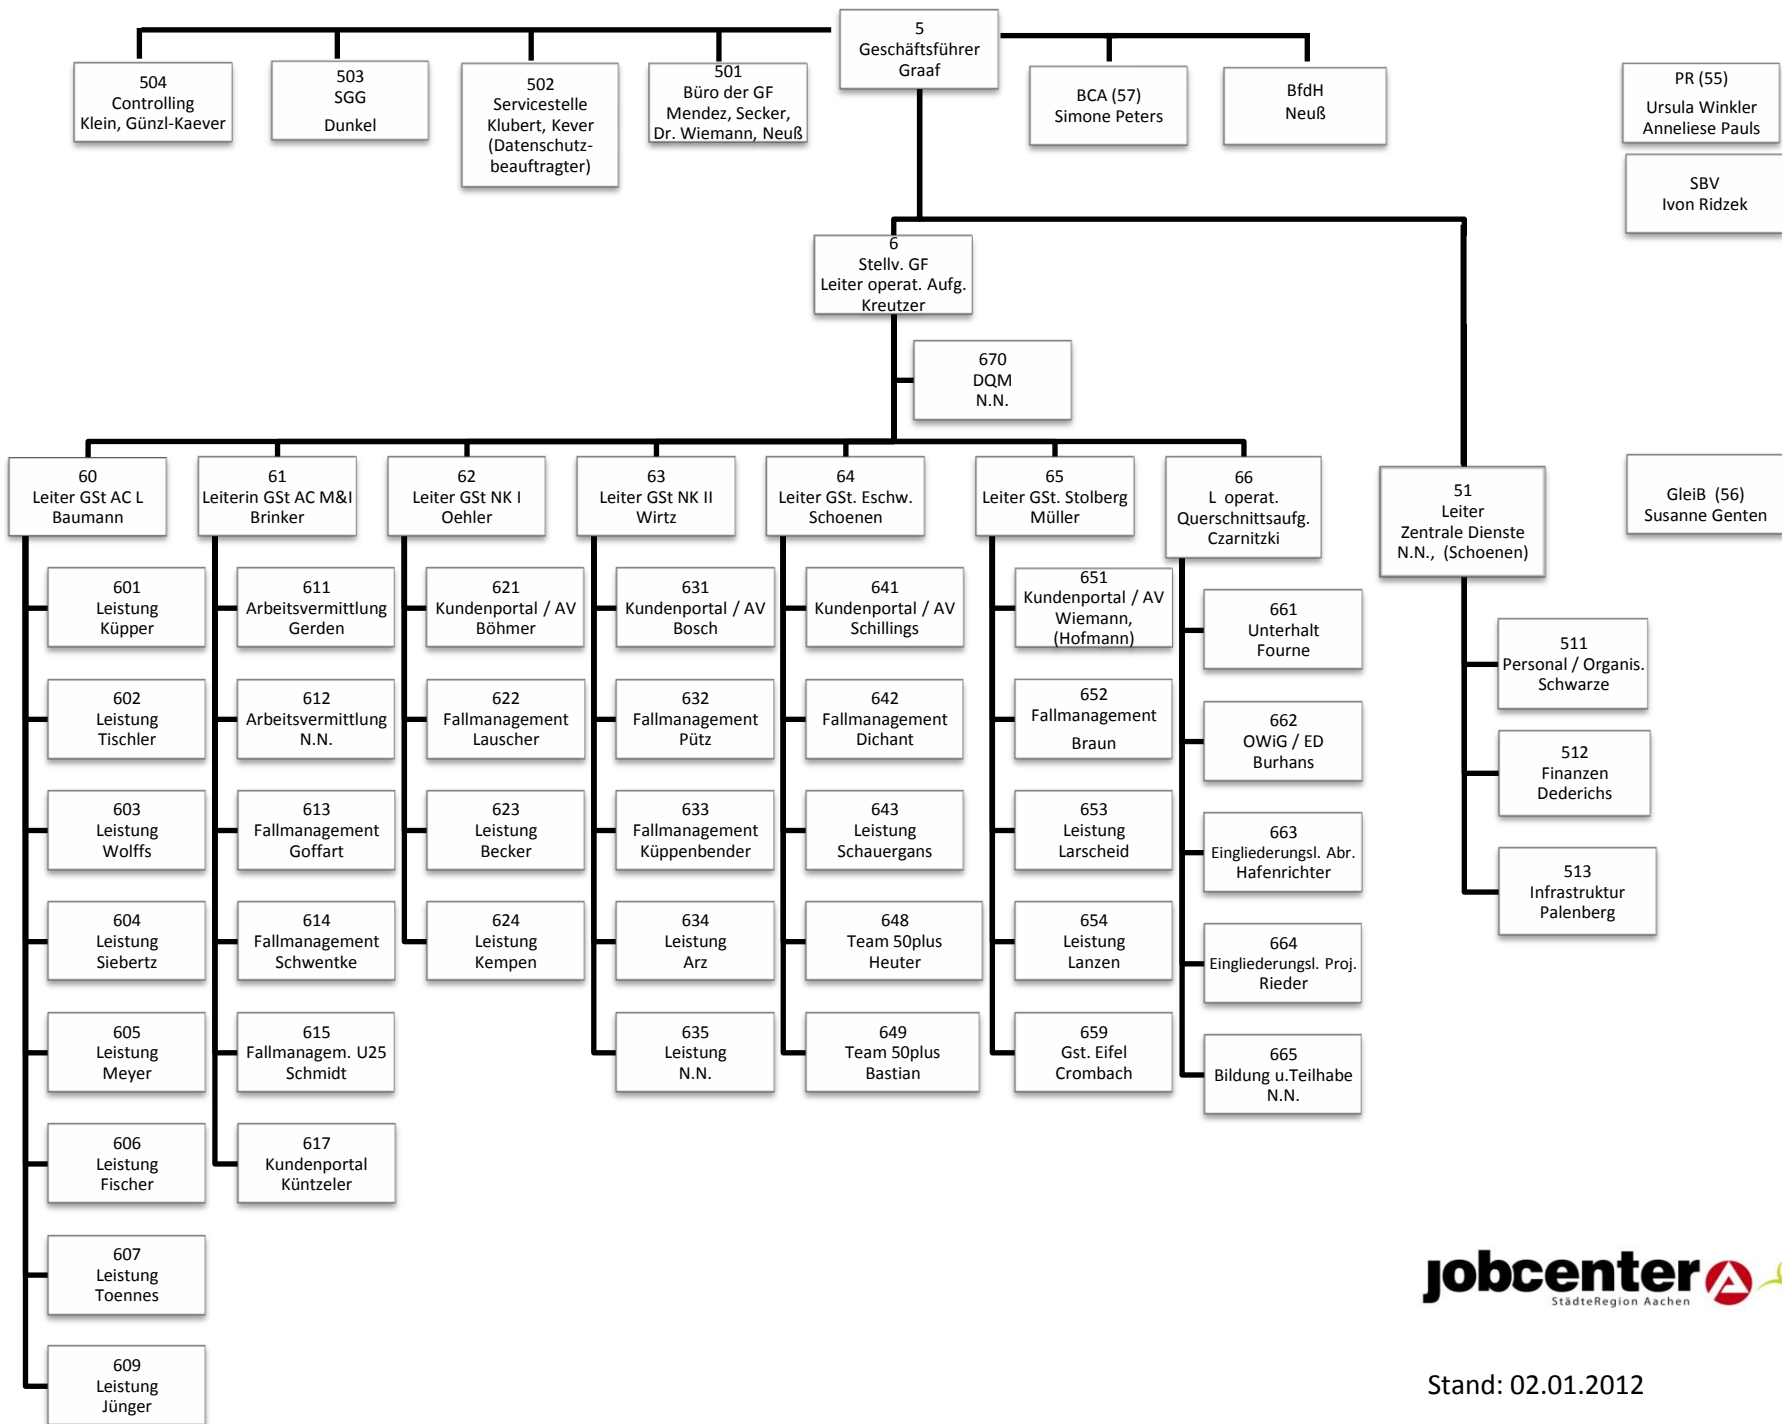 5
Geschäftsführer
Graaf
504
Controlling
Klein, Günzl-Kaever
503
SGG
Dunkel
502
Servicestelle
Klubert, Kever
(Datenschutz-
beauftragter)
501
Büro der GF
Mendez, Secker,
Dr. Wiemann, Neuß
BCA (57)
Simone Peters
BfdH
Neuß
PR (55)
Ursula Winkler
Anneliese Pauls
SBV
Ivon Ridzek
6
Stellv. GF
Leiter operat. Aufg.
Kreutzer
670
DQM
N.N.
60
Leiter GSt AC L
Baumann
61
Leiterin GSt AC M&I
Brinker
62
Leiter GSt NK I
Oehler
63
Leiter GSt NK II
Wirtz
64
Leiter GSt. Eschw.
Schoenen
65
Leiter GSt. Stolberg
Müller
66
L operat.
Querschnittsaufg.
Czarnitzki
51
Leiter
Zentrale Dienste
N.N., (Schoenen)
GleiB (56)
Susanne Genten
601
Leistung
Küpper
602
Leistung
Tischler
603
Leistung
Wolffs
604
Leistung
Siebertz
605
Leistung
Meyer
606
Leistung
Fischer
607
Leistung
Toennes
609
Leistung
Jünger
611
Arbeitsvermittlung
Gerden
612
Arbeitsvermittlung
N.N.
613
Fallmanagement
Goffart
614
Fallmanagement
Schwentke
615
Fallmanagem. U25
Schmidt
617
Kundenportal
Küntzeler
621
Kundenportal / AV
Böhmer
622
Fallmanagement
Lauscher
623
Leistung
Becker
624
Leistung
Kempen
631
Kundenportal / AV
Bosch
632
Fallmanagement
Pütz
633
Fallmanagement
Küppenbender
634
Leistung
Arz
635
Leistung
N.N.
641
Kundenportal / AV
Schillings
642
Fallmanagement
Dichant
643
Leistung
Schauergans
648
Team 50plus
Heuter
649
Team 50plus
Bastian
651
Kundenportal / AV
Wiemann,
(Hofmann)
652
Fallmanagement
Braun
653
Leistung
Larscheid
654
Leistung
Lanzen
659
Gst. Eifel
Crombach
661
Unterhalt
Fourne
662
OWiG / ED
Burhans
663
Eingliederungsl. Abr.
Hafenrichter
664
Eingliederungsl. Proj.
Rieder
665
Bildung u.Teilhabe
N.N.
511
Personal / Organis.
Schwarze
512
Finanzen
Dederichs
513
Infrastruktur
Palenberg
jobcenter
StädteRegion Aachen
Stand: 02.01.2012